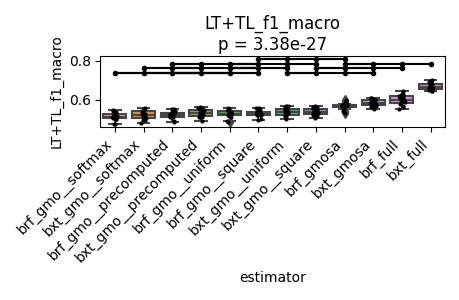 LT+TL_f1_macro
p = 3.38e-27
LT+TL_f1_macro
0.8
0.6
brf_gmo__softmax
bxt_gmo__softmax
brf_gmo__precomputed
bxt_gmo__precomputed
brf_gmo__uniform
brf_gmo__square
bxt_gmo__uniform
bxt_gmo__square
brf_gmosa
bxt_gmosa
brf_full
bxt_full
estimator